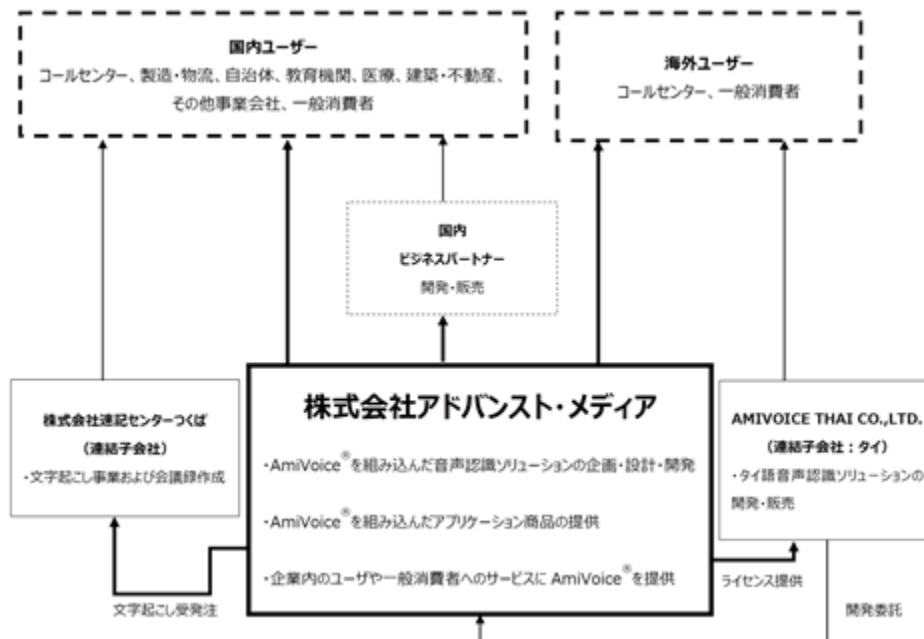 国内ユーザー
コールセンター、製造・物流、自治体、教育機関、医療、建築・不動産、
その他事業会社、一般消費者
海外ユーザー
コールセンター、一般消費者
国内
ビジネスパートナー
開発・販売
株式会社速記センターつくば
（連結子会社）
・文字起こし事業および会議録作成
株式会社アドバンスト・メディア
・AmiVoice®を組み込んだ音声認識ソリューションの企画・設計・開発
・AmiVoice®を組み込んだアプリケーション商品の提供
・企業内のユーザや一般消費者へのサービスに AmiVoice®を提供
AMIVOICE THAI CO.,LTD.
（連結子会社：タイ）
・タイ語音声認識ソリューションの
開発・販売
文字起こし受発注
ライセンス提供
開発委託